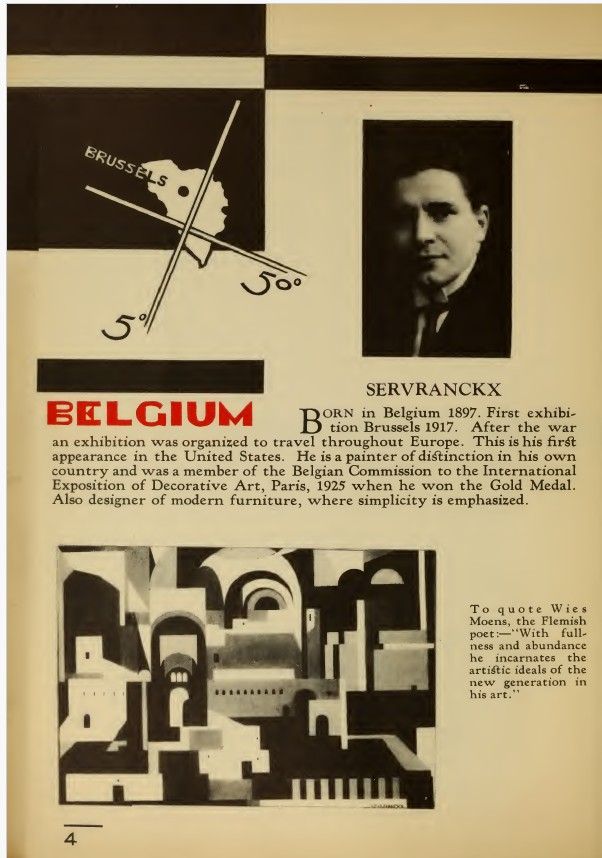 BRUSSELS
50°
5°
SERVRANCKX
BELGIUM
BORN in Belgium 1897. First exhibi-
tion Brussels 1917. After the war
an exhibition was organized to travel throughout Europe. This is his first
appearance in the United States. He is a painter of distinction in his own
country and was a member of the Belgian Commission to the International
Exposition of Decorative Art, Paris, 1925 when he won the Gold Medal.
Also designer of modern furniture, where simplicity is emphasized.
To quote Wies
Moens, the Flemish
poet:—"With full-
ness and abundance
he incarnates the
artistic ideals of the
new generation in
his art."
4